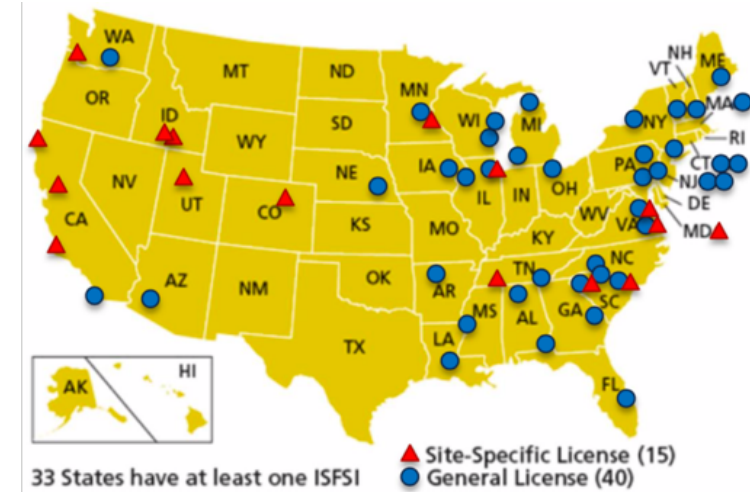 WA
MT
ND
MN
VT
NH
ME
OR
ID
WY
SD
WI
MI
NY
MA
RI
CT
NV
UT
CO
NE
IA
IL
IN
OH
PA
NJ
DE
MD
CA
KS
MO
KY
WV
VA
AZ
NM
OK
AR
TN
NC
SC
TX
LA
MS
AL
GA
FL
AK
HI
Site-Specific License (15)
General License (40)
33 States have at least one ISFSI